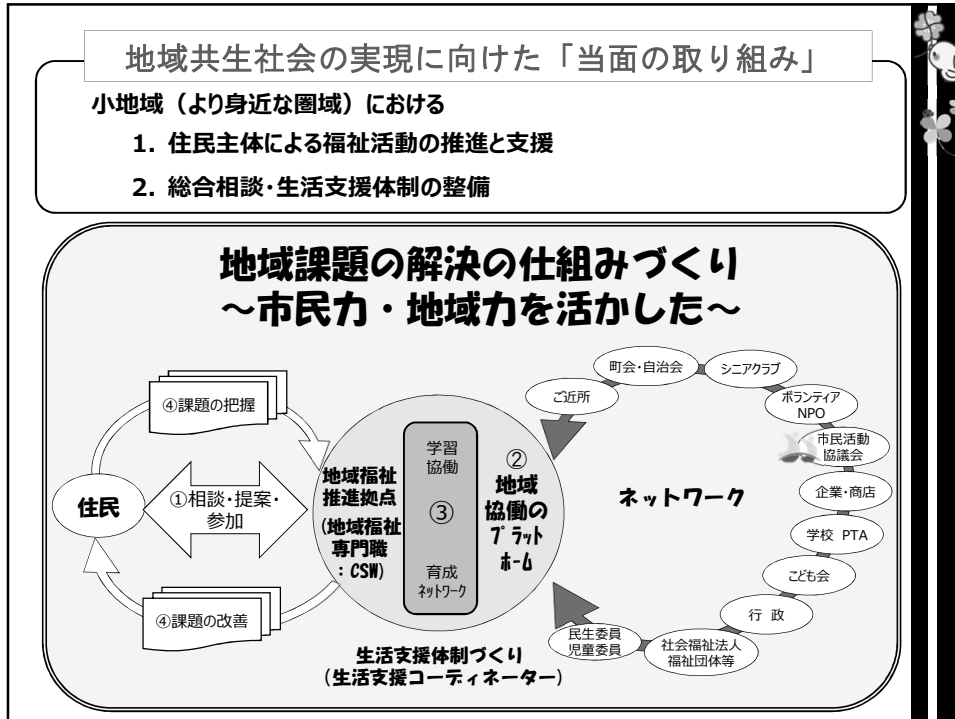 地域共生社会の実現に向けた「当面の取り組み」
小地域（より身近な圏域）における
1. 住民主体による福祉活動の推進と支援
2. 総合相談・生活支援体制の整備
地域課題の解決の仕組みづくり
～市民力・地域力を活かした～
④課題の把握
住民
①相談・提案・
参加
④課題の改善
地域福祉
推進拠点
(地域福祉
専門職
：CSW)
学習
協働
③
育成
ネットワーク
②
地域
協働の
プラット
ホーム
生活支援体制づくり
(生活支援コーディネーター)
ネットワーク
ご近所
町会・自治会
シニアクラブ
ボランティア
NPO
市民活動
協議会
企業・商店
学校 PTA
こども会
行 政
社会福祉法人
福祉団体等
民生委員
児童委員